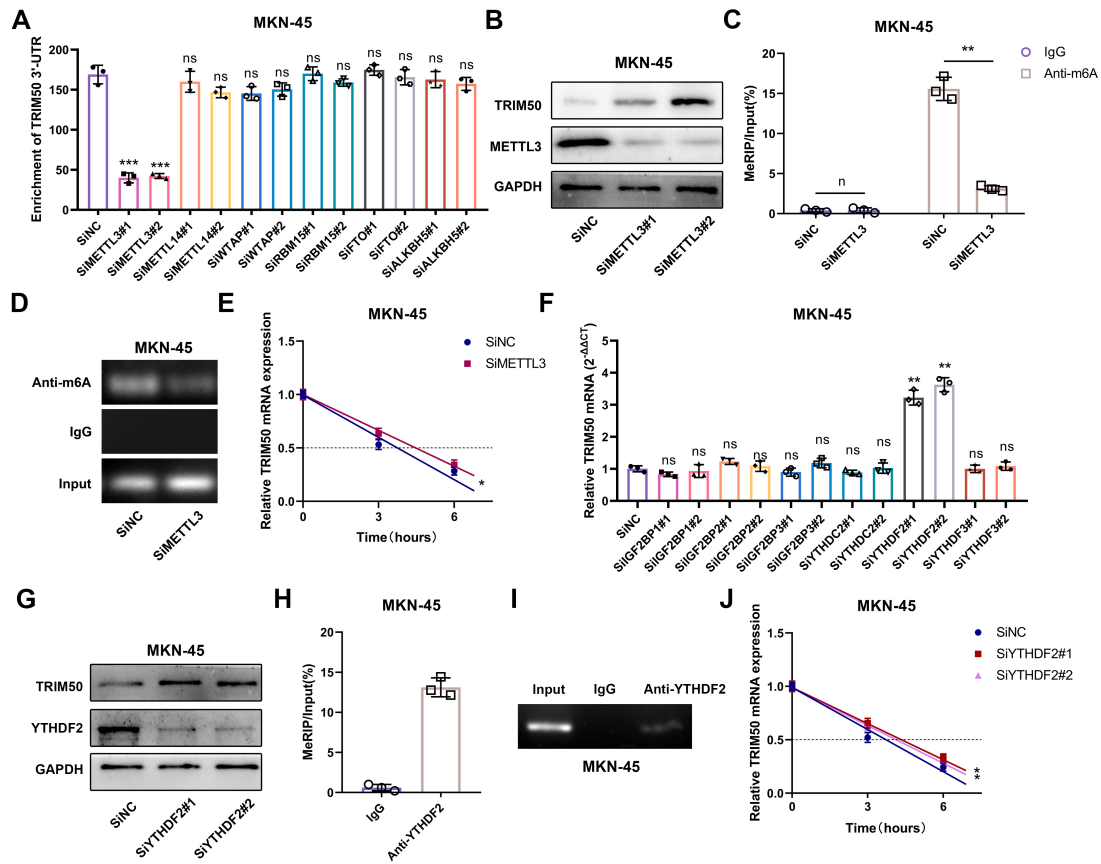 A
MKN-45
Enrichment of TRIM50 3'-UTR
200
150
100
50
0
ns ns ns ns ns ns ns ns ns ns
*** ***
SiNC
SiMETTL3#1
SiMETTL3#2
SiMETTL14#1
SiMETTL14#2
SiWTAP#1
SiWTAP#2
SiRBM15#1
SiRBM15#2
SiFTO#1
SiFTO#2
SiALKBH5#1
SiALKBH5#2
B
MKN-45
TRIM50
METTL3
GAPDH
SiNC
SiMETTL3#1
SiMETTL3#2
C
MKN-45
MeRIP/Input(%)
20
15
10
5
0
n
**
IgG
Anti-m6A
SiNC
SiMETTL3
SiNC
SiMETTL3
D
MKN-45
Anti-m6A
IgG
Input
SiNC
SiMETTL3
E
MKN-45
Relative TRIM50 mRNA expression
1.5
1.0
0.5
0.0
SiNC
SiMETTL3
*
0 3 6
Time(hours)
F
MKN-45
Relative TRIM50 mRNA (2-ΔΔCT)
5
4
3
2
1
0
ns ns ns ns ns ns ns ns ** ** ns ns
SiNC
SiIGF2BP1#1
SiIGF2BP1#2
SiIGF2BP2#1
SiIGF2BP2#2
SiIGF2BP3#1
SiIGF2BP3#2
SiYTHDC2#1
SiYTHDC2#2
SiYTHDF2#1
SiYTHDF2#2
SiYTHDF3#1
SiYTHDF3#2
G
MKN-45
TRIM50
YTHDF2
GAPDH
SiNC
SiYTHDF2#1
SiYTHDF2#2
H
MKN-45
MeRIP/Input(%)
20
15
10
5
0
IgG
Anti-YTHDF2
I
Input IgG Anti-YTHDF2
MKN-45
J
MKN-45
Relative TRIM50 mRNA expression
1.5
1.0
0.5
0.0
SiNC
SiYTHDF2#1
SiYTHDF2#2
*
*
0 3 6
Time(hours)